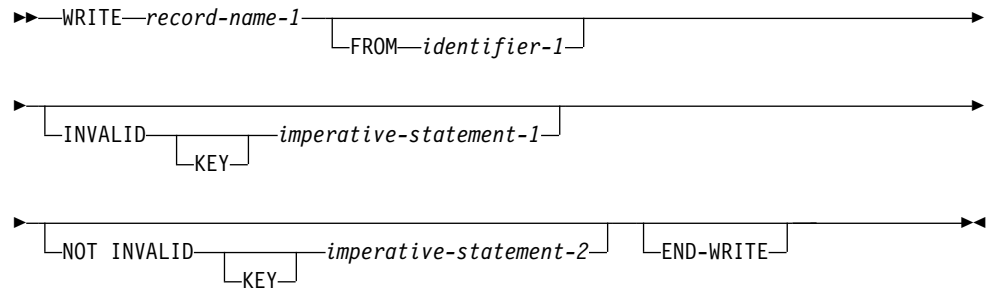 WRITE record-name-1
FROM identifier-1
INVALID imperative-statement-1
KEY
NOT INVALID imperative-statement-2 END-WRITE
KEY